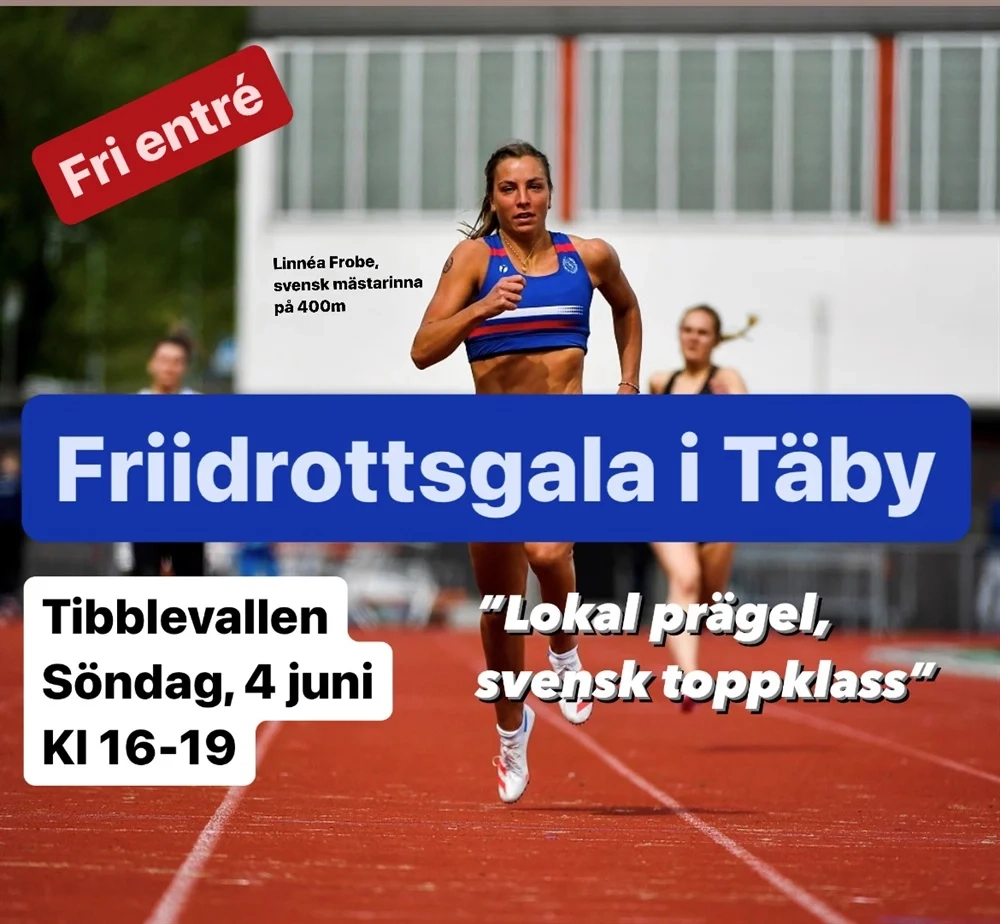 Fri entré
Linnéa Frobe,
svensk mästarinna
på 400m
Friidrottsgala i Täby
Tibblevallen
Söndag, 4 juni
Kl 16-19
"Lokal prägel,
svensk toppklass"